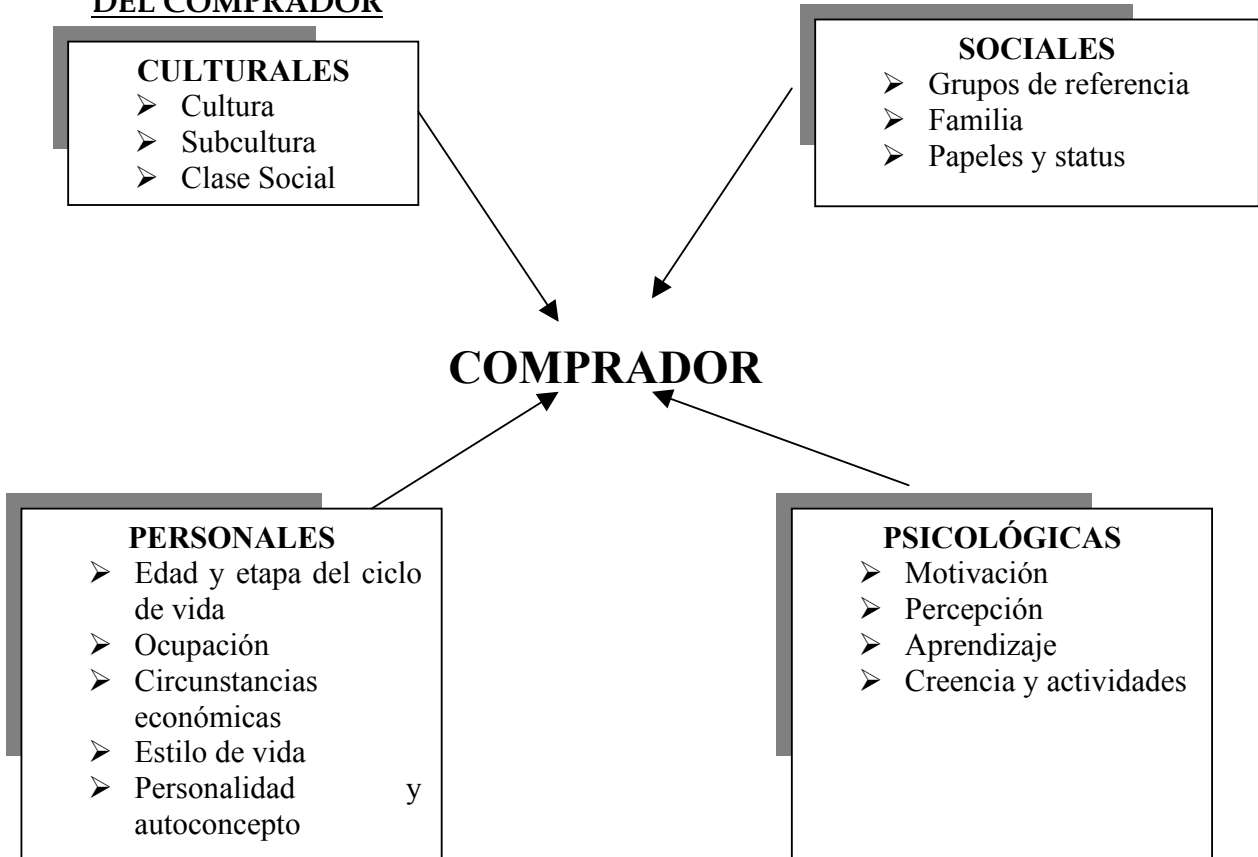 DEL COMPRADOR
CULTURALES
➢ Cultura
➢ Subcultura
➢ Clase Social
SOCIALES
➢ Grupos de referencia
➢ Familia
➢ Papeles y status
COMPRADOR
PERSONALES
➢ Edad y etapa del ciclo
de vida
➢ Ocupación
➢ Circunstancias
económicas
➢ Estilo de vida
➢ Personalidad y
autoconcepto
PSICOLÓGICAS
➢ Motivación
➢ Percepción
➢ Aprendizaje
➢ Creencia y actividades